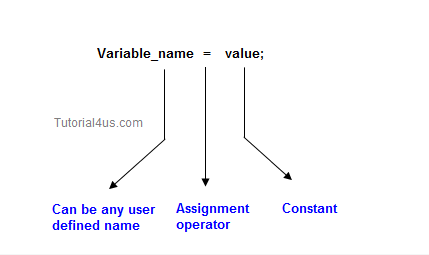 Variable_name = value;
Tutorial4us.com
Can be any user
defined name
Assignment
operator
Constant